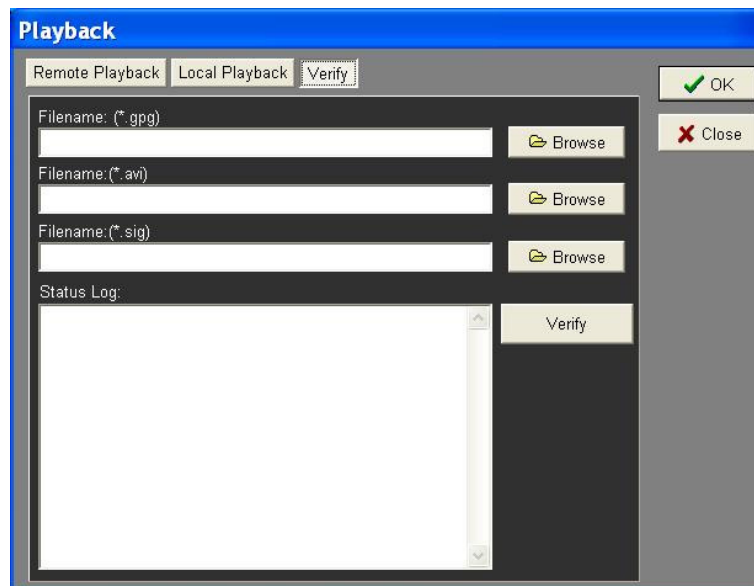 Playback
Remote Playback Local Playback Verify
OK
Filename: (*.gpg)
Browse
Close
Filename:(*.avi)
Browse
Filename:(*.sig)
Browse
Status Log:
Verify